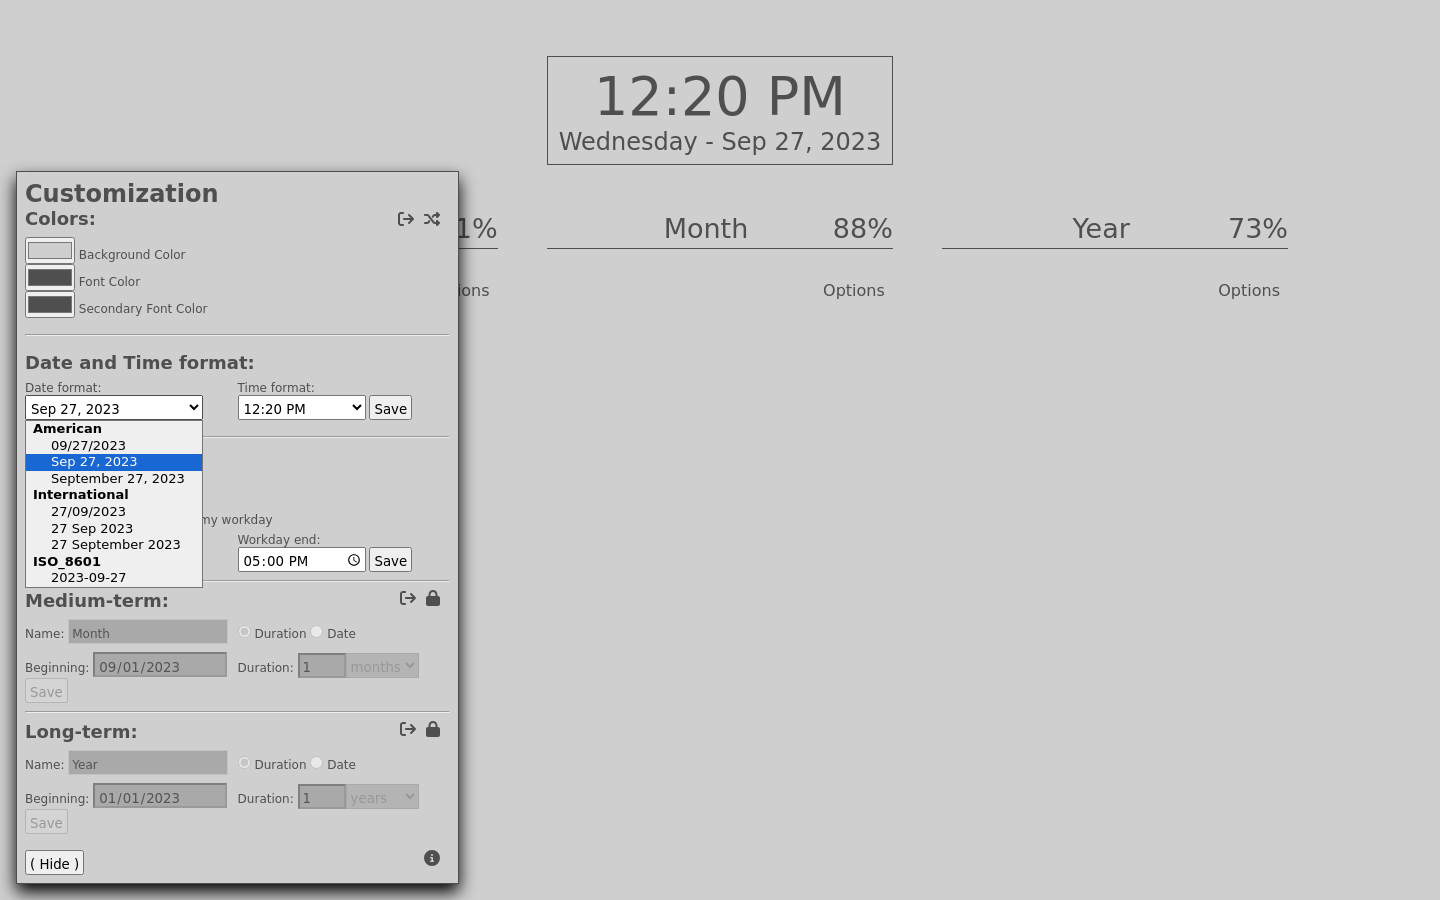 12:20 PM
Wednesday - Sep 27, 2023
1%
Month 88%
Year 73%
Options
Options
Customization
Colors:
Background Color
Font Color
Secondary Font Color
Date and Time format:
Date format:
Time format:
Sep 27, 2023
12:20 PM
Save
American
09/27/2023
Sep 27, 2023
September 27, 2023
International
27/09/2023
27 Sep 2023
27 September 2023
ISO_8601
2023-09-27
my workday
Workday end:
05:00 PM
Save
Medium-term:
Name: Month Duration Date
Beginning: 09/01/2023 Duration: 1 months
Save
Long-term:
Name: Year Duration Date
Beginning: 01/01/2023 Duration: 1 years
Save
( Hide )